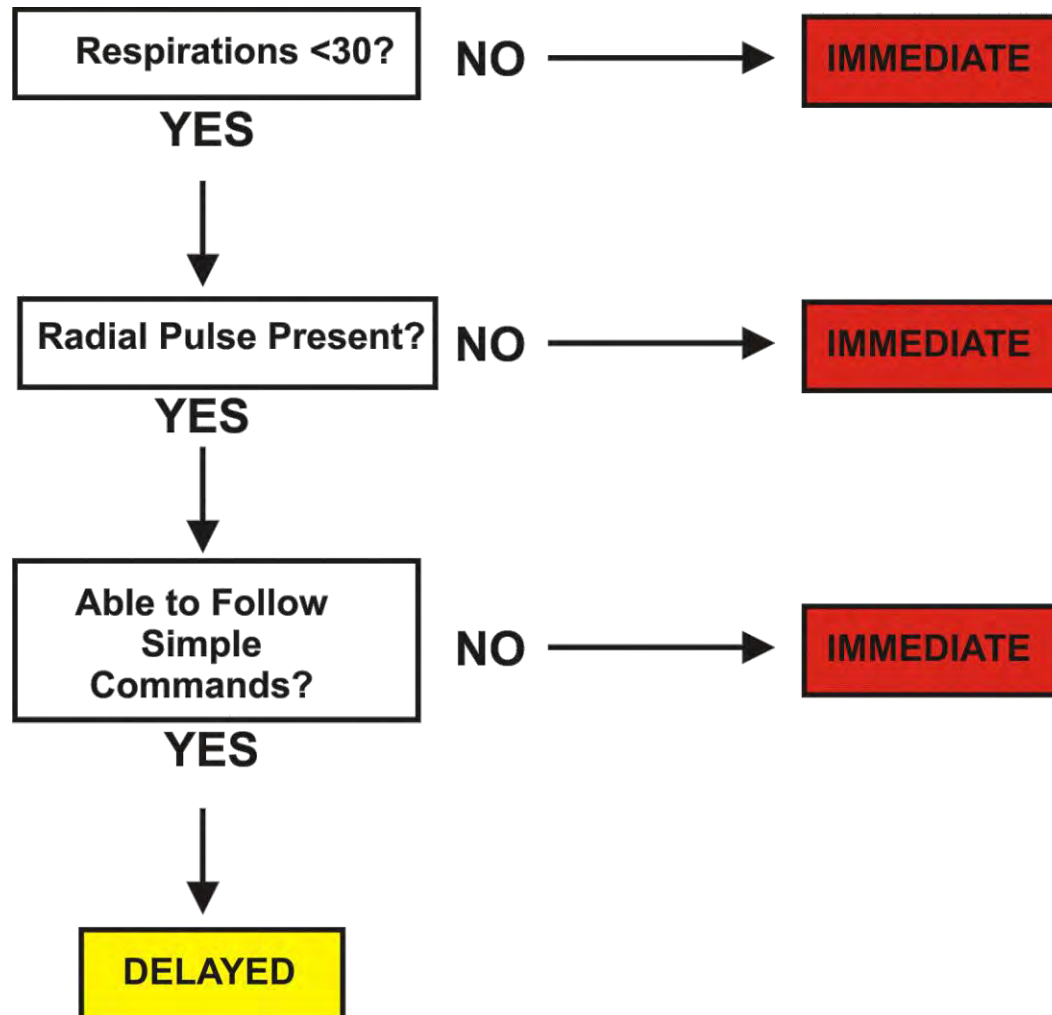 Respirations <30?
NO
IMMEDIATE
YES
Radial Pulse Present?
NO
IMMEDIATE
YES
Able to Follow
Simple
Commands?
NO
IMMEDIATE
YES
DELAYED